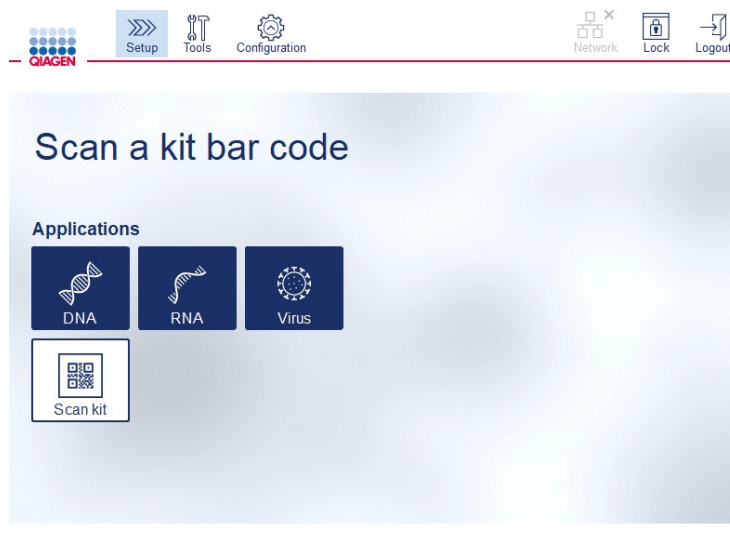 QIAGEN
Setup
Tools
Configuration
Network
Lock
Logout
Scan a kit bar code
Applications
DNA
RNA
Virus
Scan kit